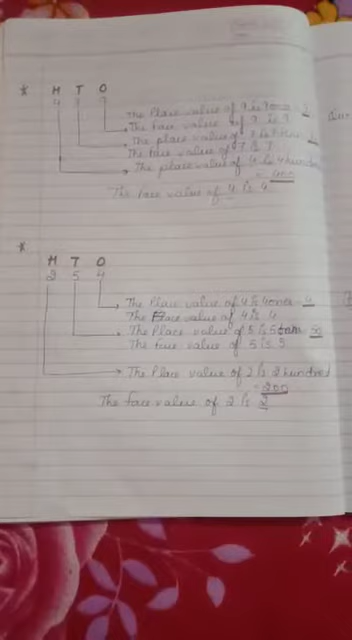 * H T O
4 7 9
The Place value of 9 is 9 ones
The face value of 9 is 9
The place value of 7 is 7 tens
The face value of 7 is 7
The place value of 4 is 4 hundred
= 400
The face value of 4 is 4
* H T O
2 5 4
The Place value of 4 is 4 ones = 4
The Face value of 4 is 4
The Place value of 5 is 5 tens 50
The face value of 5 is 5
The Place value of 2 is 2 hundred
= 200
The face value of 2 is 2